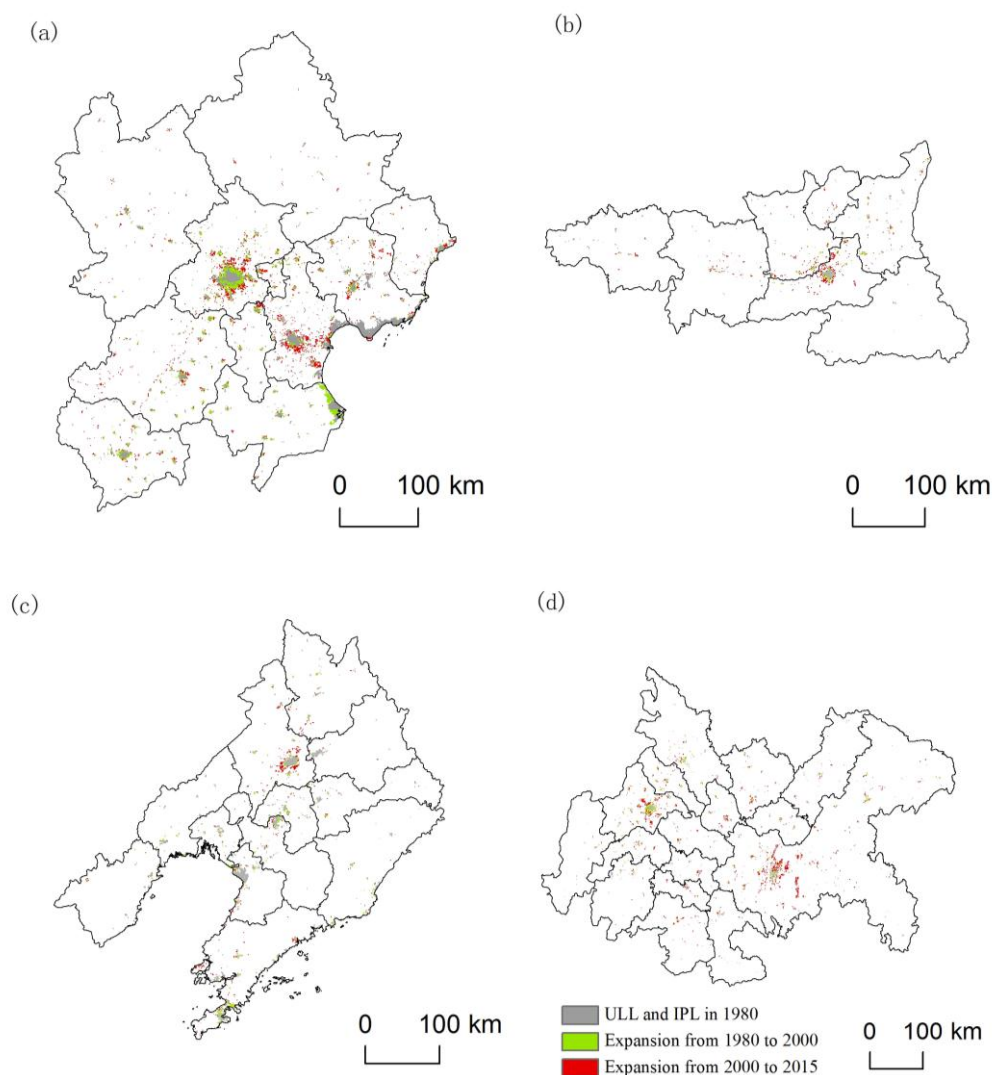 (a)
(b)
0 100 km
0 100 km
(c)
(d)
0 100 km
ULL and IPL in 1980
Expansion from 1980 to 2000
Expansion from 2000 to 2015
0 100 km